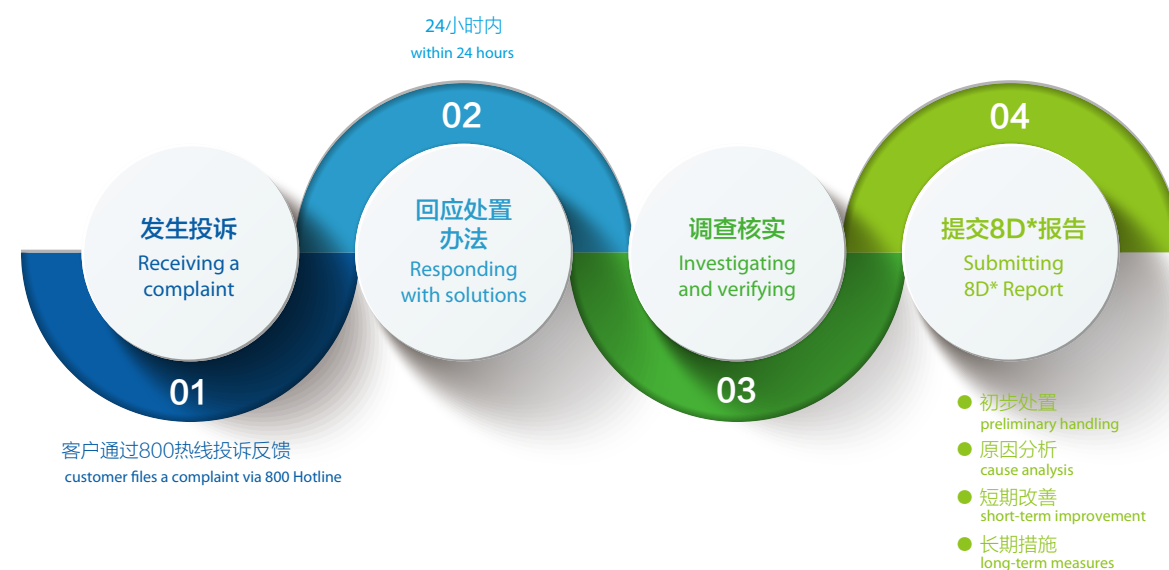 01
发生投诉
Receiving a
complaint
客户通过800热线投诉反馈
customer files a complaint via 800 Hotline
24小时内
within 24 hours
02
回应处置
办法
Responding
with solutions
调查核实
Investigating
and verifying
03
04
提交8D*报告
Submitting
8D* Report
● 初步处置
preliminary handling
● 原因分析
cause analysis
● 短期改善
short-term improvement
● 长期措施
long-term measures